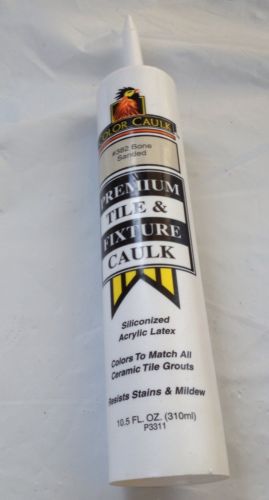 COLOR CAULK
#382 Bone
Sanded
PREMIUM
TILE &
FIXTURE
CAULK
Siliconized
Acrylic Latex
Colors To Match All
Ceramic Tile Grouts
Resists Stains & Mildew
10.5 FL. OZ. (310ml)
P3311